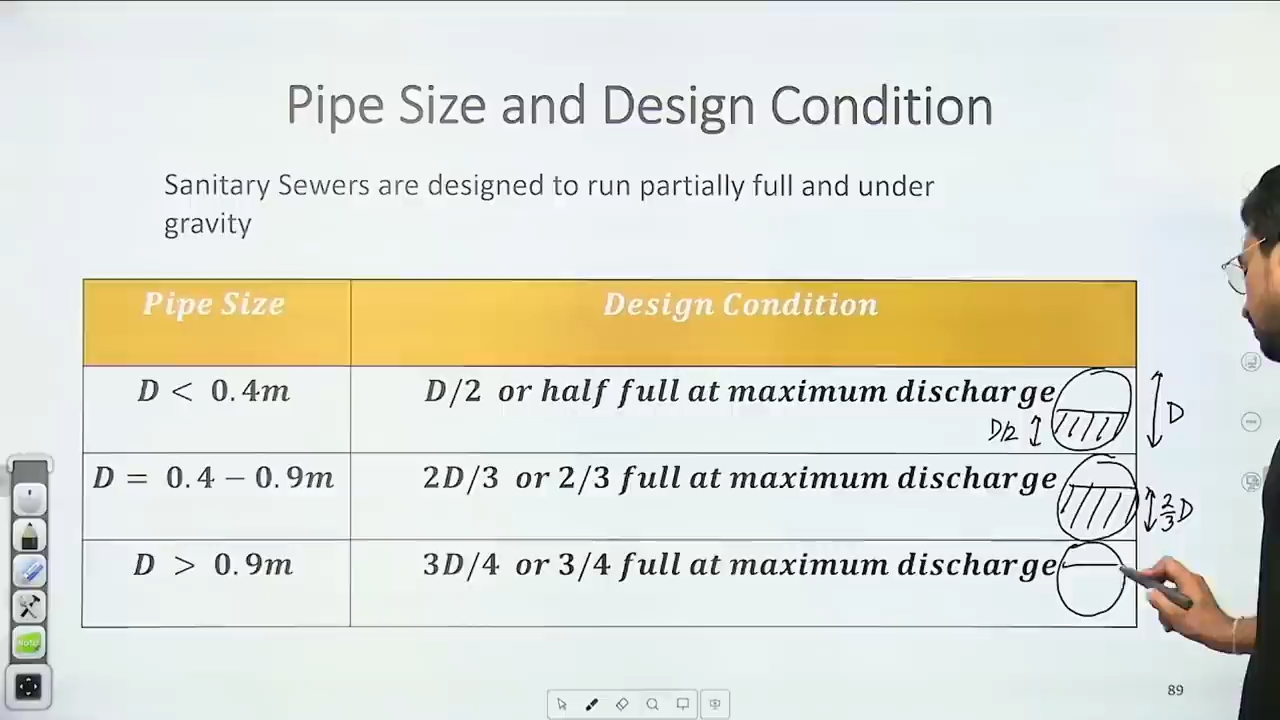 Pipe Size and Design Condition
Sanitary Sewers are designed to run partially full and under
gravity
Pipe Size
Design Condition
D < 0.4m
D/2 or half full at maximum discharge
D/2
D
D = 0.4 − 0.9m
2D/3 or 2/3 full at maximum discharge
2/3 D
D > 0.9m
3D/4 or 3/4 full at maximum discharge
NOTE
89